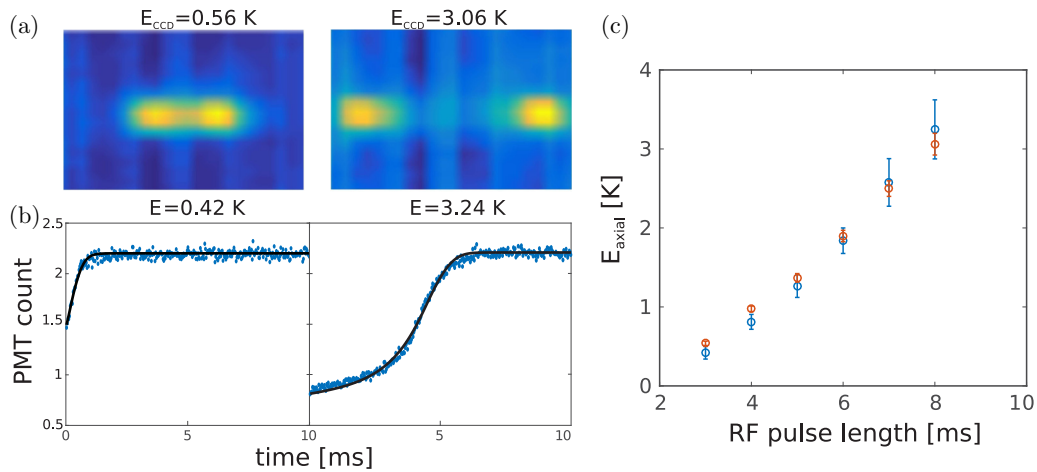 (a)
E_CCD=0.56 K
E_CCD=3.06 K
(b)
E=0.42 K
E=3.24 K
PMT count
2.5
2
1.5
1
0.5
0
5
10
5
10
time [ms]
(c)
E_axial [K]
4
3
2
1
0
2
4
6
8
10
RF pulse length [ms]